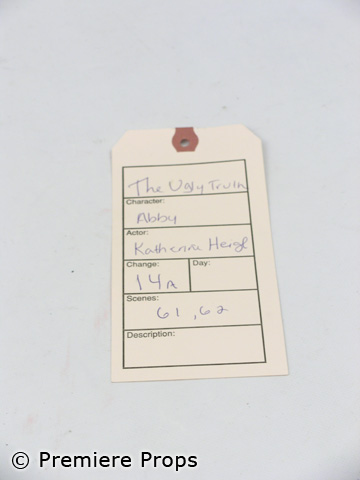 The Ugly Truth
Character:
Abby
Actor:
Katherine Heigl
Change: Day:
14A
Scenes:
61, 62
Description:
© Premiere Props